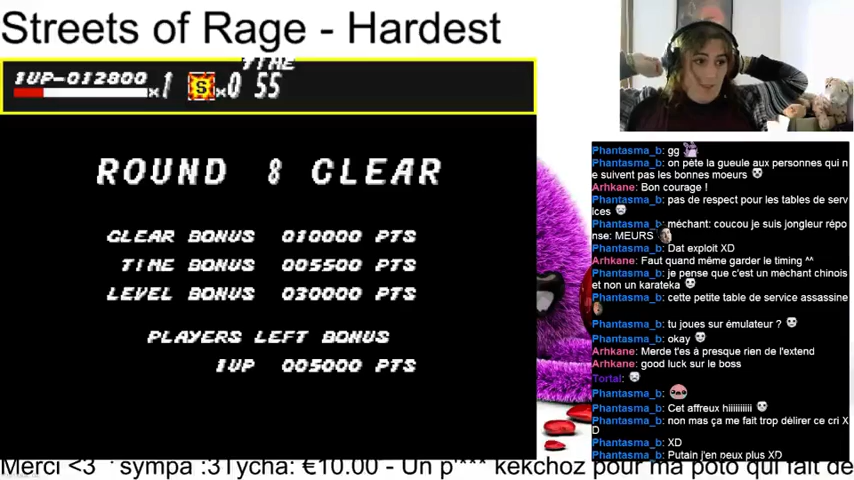 Streets of Rage - Hardest
TIME
1UP-012800 ×1 S ×0 55
ROUND 8 CLEAR
CLEAR BONUS 010000 PTS
TIME BONUS 005500 PTS
LEVEL BONUS 030000 PTS
PLAYERS LEFT BONUS
1UP 005000 PTS
Phantasma_b: gg
Phantasma_b: on pète la gueule aux personnes qui n
e suivent pas les bonnes moeurs
Arhkane: Bon courage !
Phantasma_b: pas de respect pour les tables de serv
ices
Phantasma_b: méchant: coucou je suis jongleur répo
nse: MEURS
Phantasma_b: Dat exploit XD
Arhkane: Faut quand même garder le timing ^^
Phantasma_b: je pense que c'est un méchant chinois
et non un karateka
Phantasma_b: cette petite table de service assassine
Phantasma_b: tu joues sur émulateur ?
Phantasma_b: okay
Arhkane: Merde t'es à presque rien de l'extend
Arhkane: good luck sur le boss
Tortal:
Phantasma_b:
Phantasma_b: Cet affreux hiiiiiiiiii
Phantasma_b: non mas ça me fait trop délirer ce cri X
D
Phantasma_b: XD
Phantasma_b: Putain j'en peux plus XD
Merci <3 sympa :3Tycha: €10.00 - Un p'*** kekchoz pour ma poto qui fait de